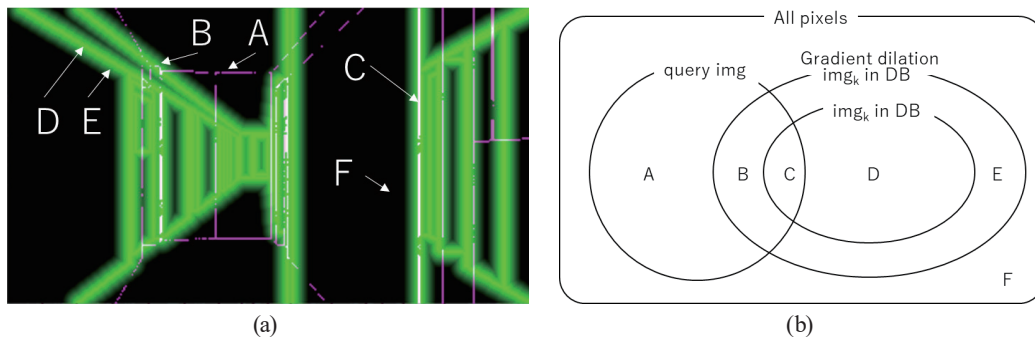 B
A
C
D
E
F
(a)
All pixels
query img
Gradient dilation
imgₖ in DB
imgₖ in DB
A
B
C
D
E
F
(b)